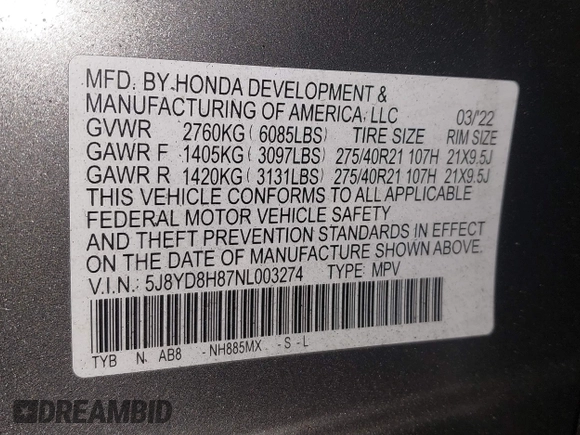 MFD. BY HONDA DEVELOPMENT &
MANUFACTURING OF AMERICA, LLC 03/'22
GVWR 2760KG (6085LBS) TIRE SIZE RIM SIZE
GAWR F 1405KG (3097LBS) 275/40R21 107H 21X9.5J
GAWR R 1420KG (3131LBS) 275/40R21 107H 21X9.5J
THIS VEHICLE CONFORMS TO ALL APPLICABLE
FEDERAL MOTOR VEHICLE SAFETY
AND THEFT PREVENTION STANDARDS IN EFFECT
ON THE DATE OF MANUFACTURE SHOWN ABOVE.
V.I.N.: 5J8YD8H87NL003274 TYPE: MPV
TYB N AB8 -NH885MX -S -L
DREAMBID